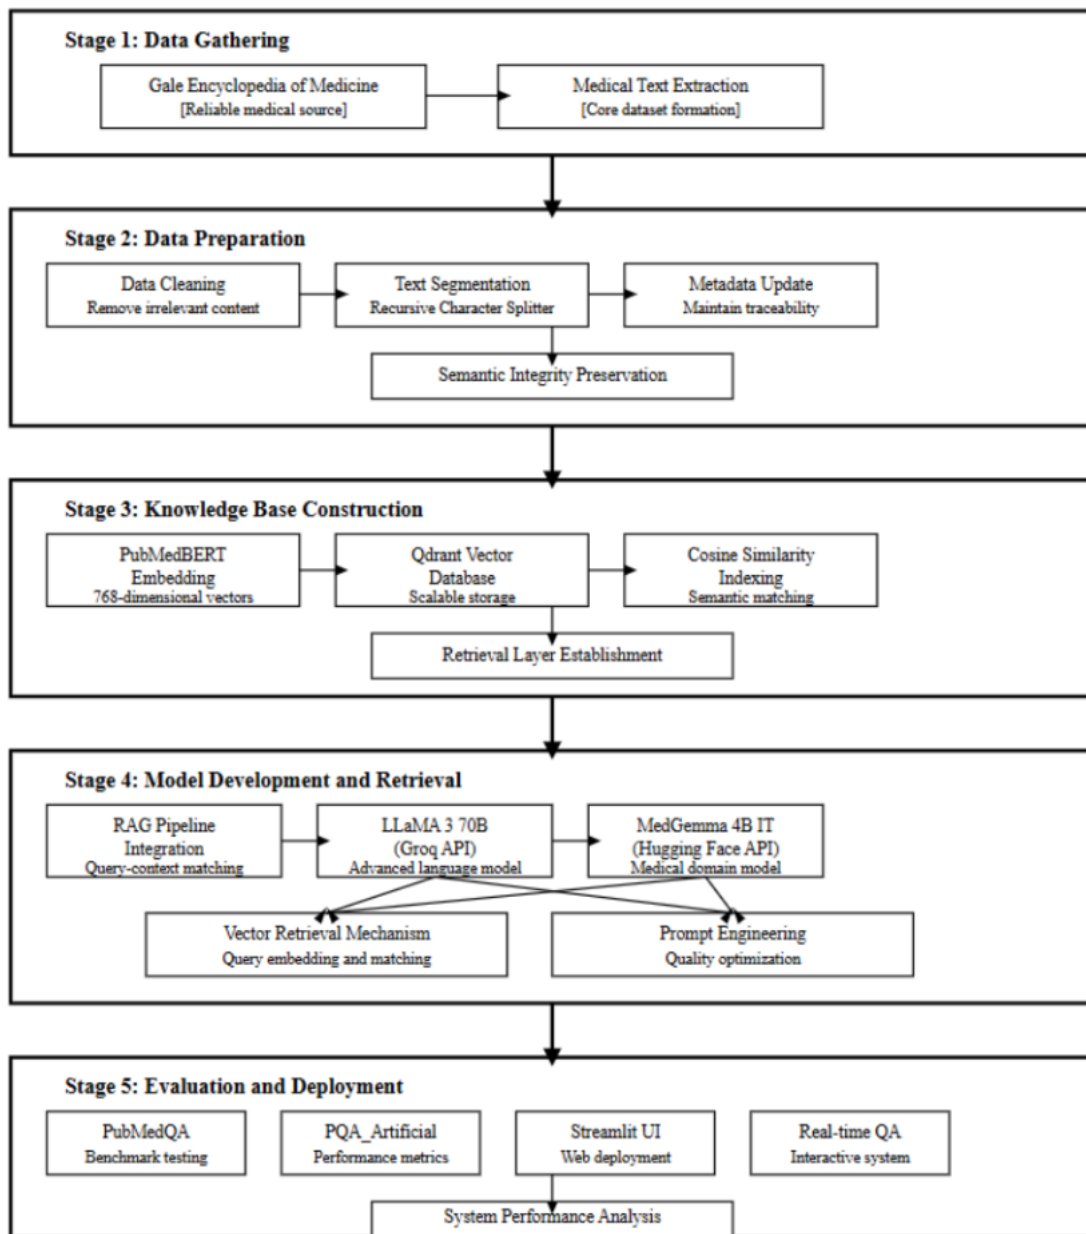 Stage 1: Data Gathering
Gale Encyclopedia of Medicine
[Reliable medical source]
Medical Text Extraction
[Core dataset formation]
Stage 2: Data Preparation
Data Cleaning
Remove irrelevant content
Text Segmentation
Recursive Character Splitter
Metadata Update
Maintain traceability
Semantic Integrity Preservation
Stage 3: Knowledge Base Construction
PubMedBERT
Embedding
768-dimensional vectors
Qdrant Vector
Database
Scalable storage
Cosine Similarity
Indexing
Semantic matching
Retrieval Layer Establishment
Stage 4: Model Development and Retrieval
RAG Pipeline
Integration
Query-context matching
LLaMA 3 70B
(Groq API)
Advanced language model
MedGemma 4B IT
(Hugging Face API)
Medical domain model
Vector Retrieval Mechanism
Query embedding and matching
Prompt Engineering
Quality optimization
Stage 5: Evaluation and Deployment
PubMedQA
Benchmark testing
PQA_Artificial
Performance metrics
Streamlit UI
Web deployment
Real-time QA
Interactive system
System Performance Analysis